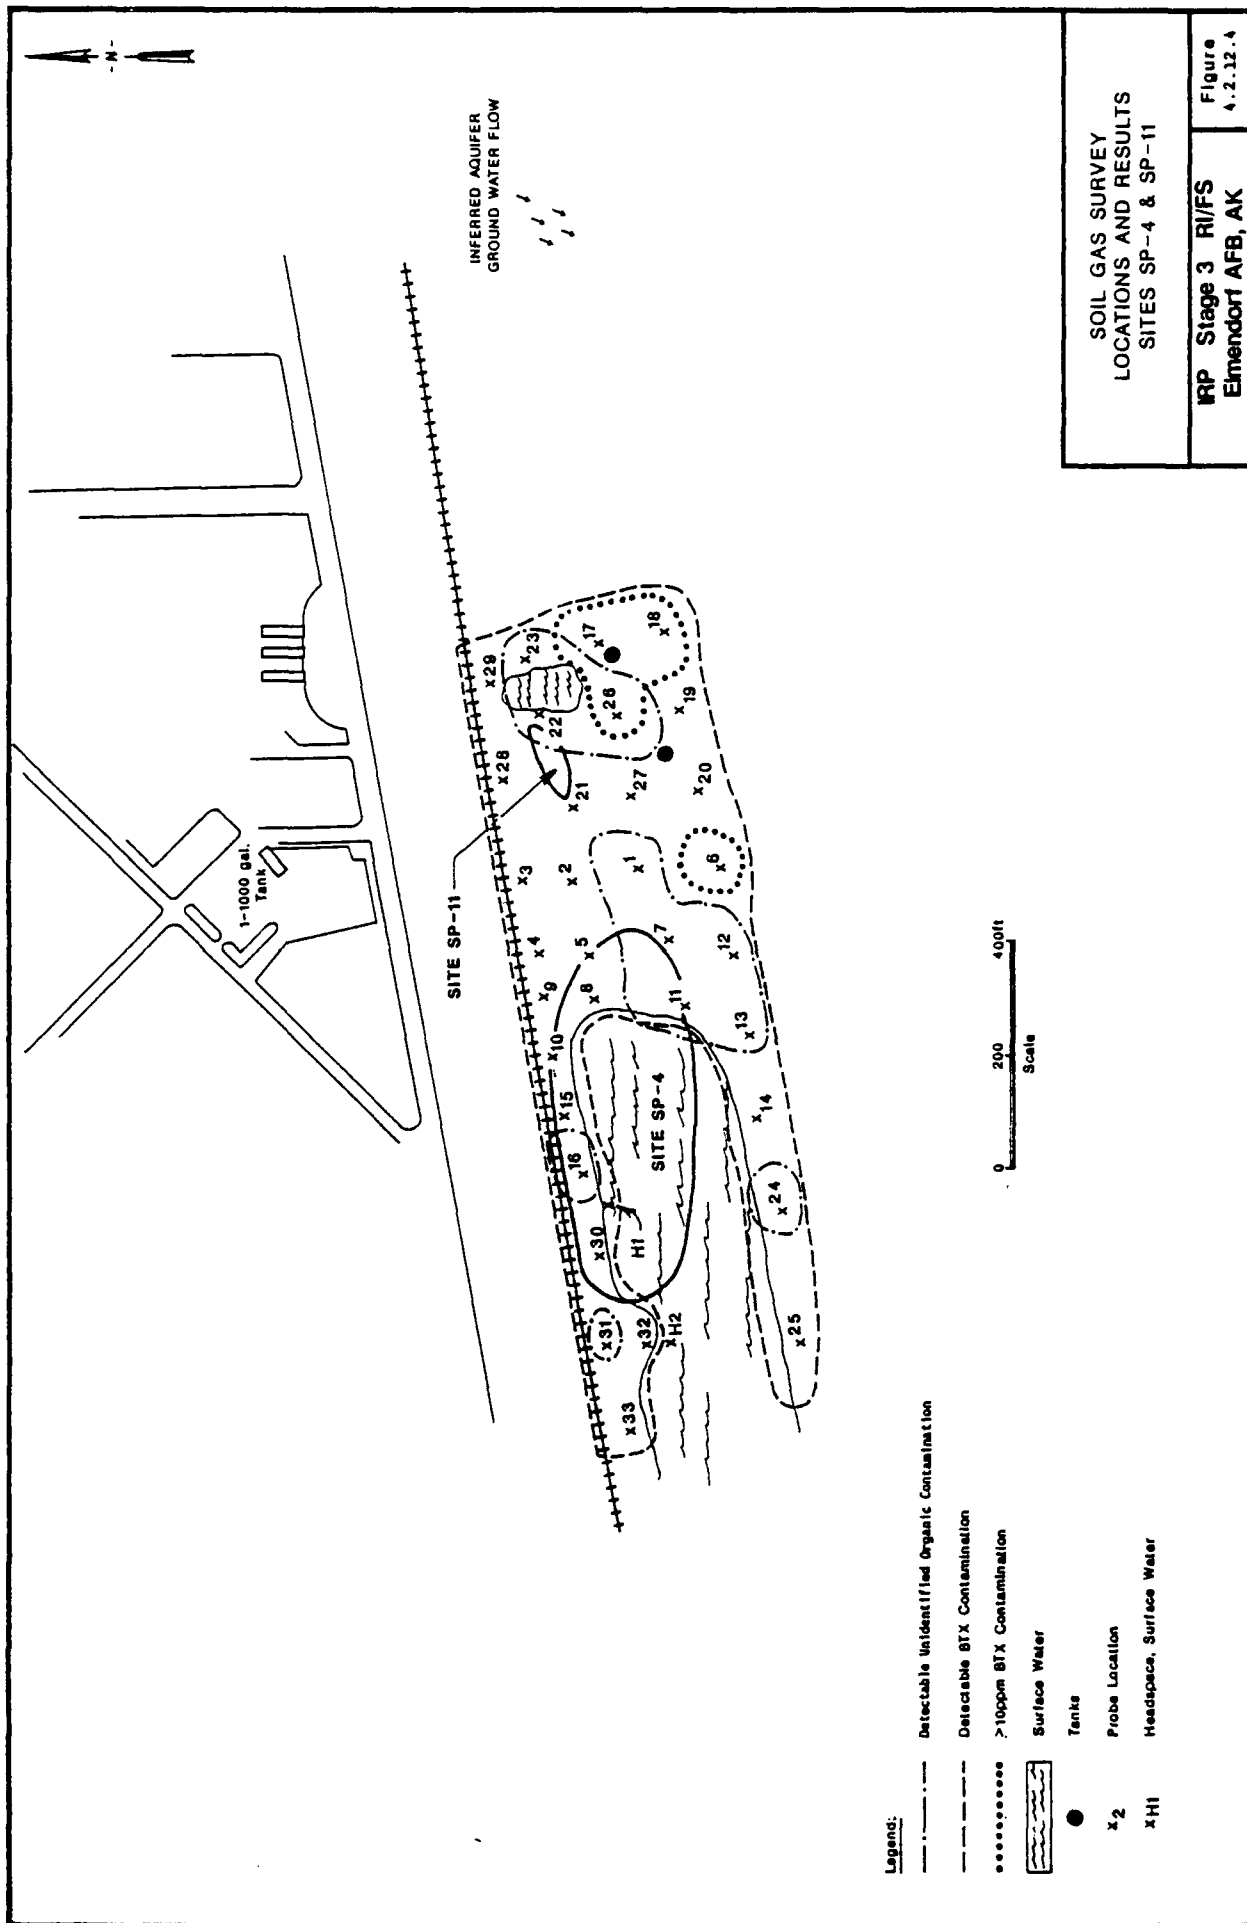 - N -
INFERRED AQUIFER
GROUND WATER FLOW
1-1000 gal.
Tank
SITE SP-11
SITE SP-4
x29
x23
x17
x18
x26
x22
x19
x28
x21
x27
x20
x3
x2
x1
x6
x4
x5
x7
x12
x9
x8
x11
x13
x10
x15
x14
x16
x24
x30
H1
x31
x32
xH2
x25
x33
0
200
400ft
Scale
Legend:
Detectable Unidentified Organic Contamination
Detectable BTX Contamination
>10ppm BTX Contamination
Surface Water
Tanks
x2 Probe Location
xH1 Headspace, Surface Water
SOIL GAS SURVEY
LOCATIONS AND RESULTS
SITES SP-4 & SP-11
IRP Stage 3 RI/FS
Elmendorf AFB, AK
Figure
4.2.12.4